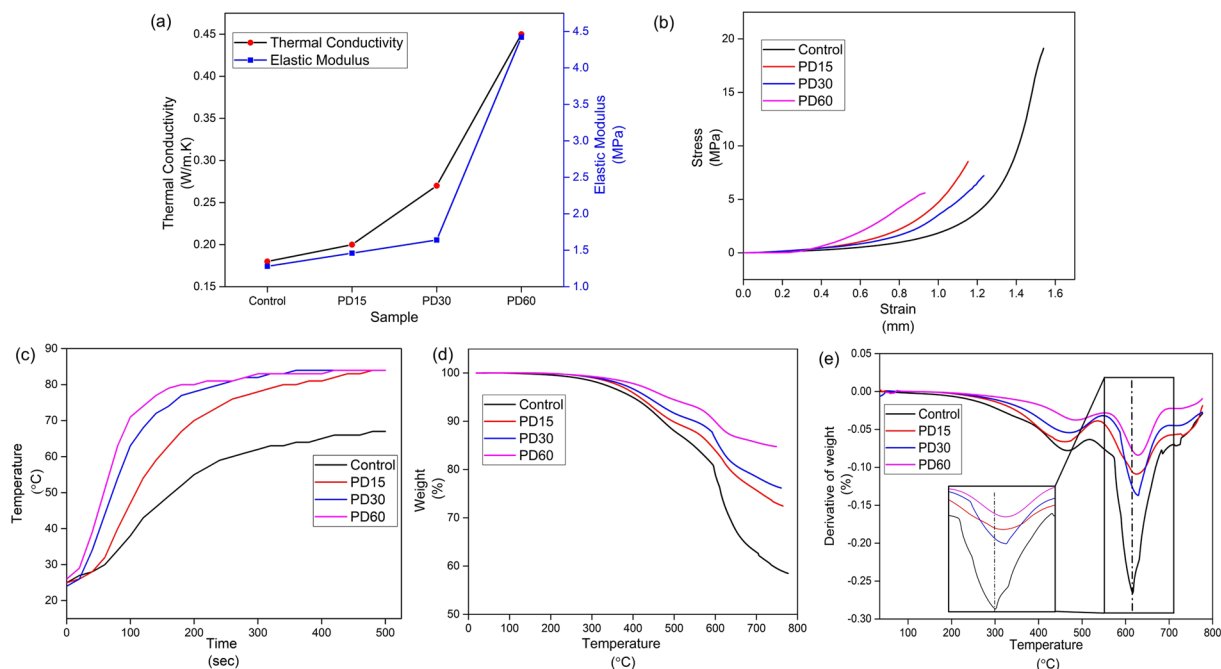 (a)
Thermal Conductivity
Elastic Modulus
Thermal Conductivity
(W/m.K)
0.45
0.40
0.35
0.30
0.25
0.20
0.15
4.5
4.0
3.5
3.0
2.5
2.0
1.5
1.0
Elastic Modulus
(MPa)
Control PD15 PD30 PD60
Sample
(b)
Control
PD15
PD30
PD60
Stress
(MPa)
20
15
10
5
0
0.0 0.2 0.4 0.6 0.8 1.0 1.2 1.4 1.6
Strain
(mm)
(c)
Temperature
(°C)
90
80
70
60
50
40
30
20
Control
PD15
PD30
PD60
0 100 200 300 400 500
Time
(sec)
(d)
Weight
(%)
100
90
80
70
60
50
Control
PD15
PD30
PD60
0 100 200 300 400 500 600 700 800
Temperature
(°C)
(e)
Derivative of weight
(%)
0.05
0.00
-0.05
-0.10
-0.15
-0.20
-0.25
-0.30
Control
PD15
PD30
PD60
100 200 300 400 500 600 700 800
Temperature
(°C)